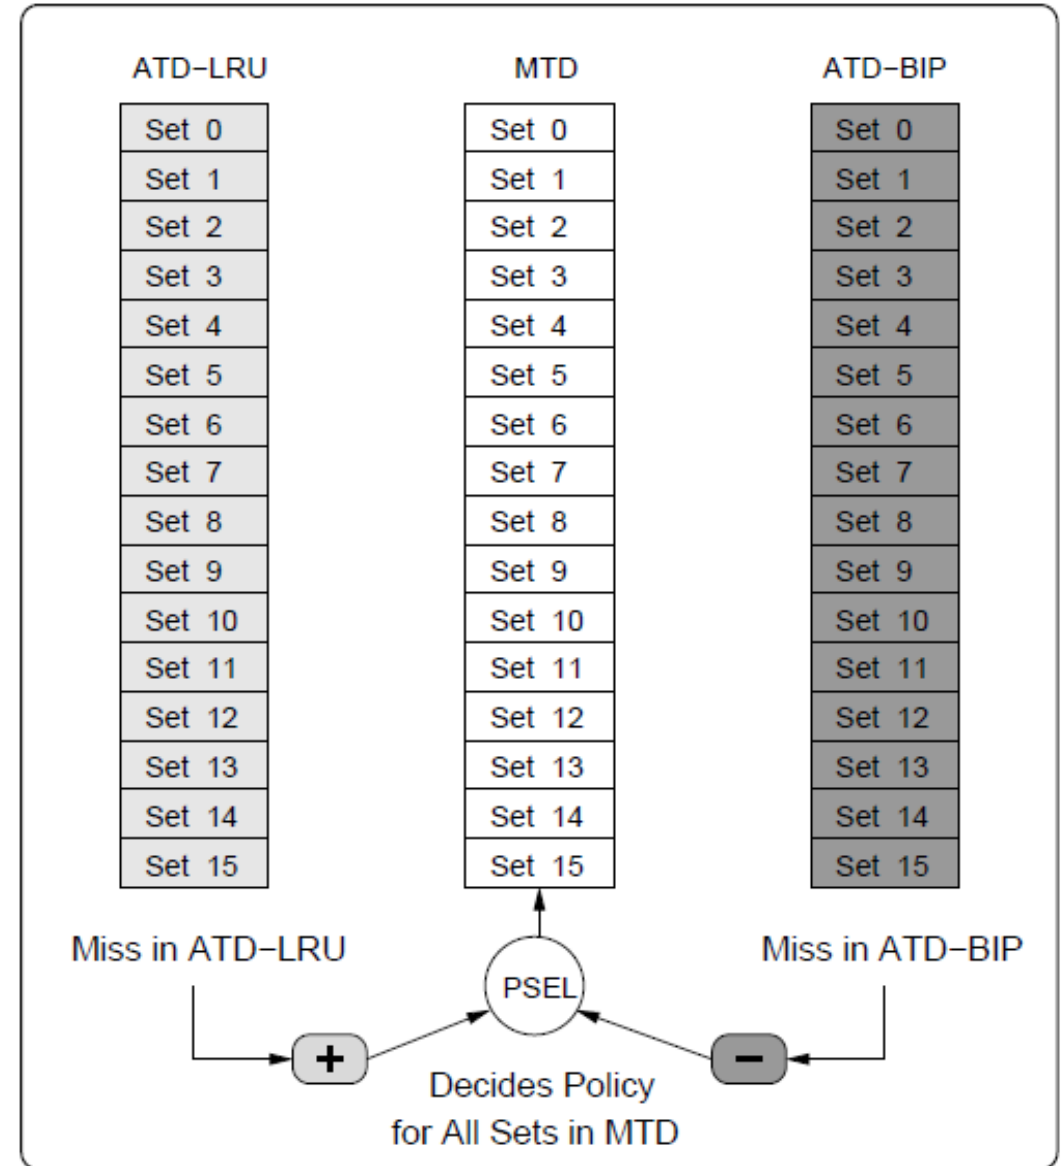 ATD−LRU
MTD
ATD−BIP
Set 0
Set 1
Set 2
Set 3
Set 4
Set 5
Set 6
Set 7
Set 8
Set 9
Set 10
Set 11
Set 12
Set 13
Set 14
Set 15
Set 0
Set 1
Set 2
Set 3
Set 4
Set 5
Set 6
Set 7
Set 8
Set 9
Set 10
Set 11
Set 12
Set 13
Set 14
Set 15
Set 0
Set 1
Set 2
Set 3
Set 4
Set 5
Set 6
Set 7
Set 8
Set 9
Set 10
Set 11
Set 12
Set 13
Set 14
Set 15
Miss in ATD−LRU
PSEL
Miss in ATD−BIP
+
−
Decides Policy
for All Sets in MTD